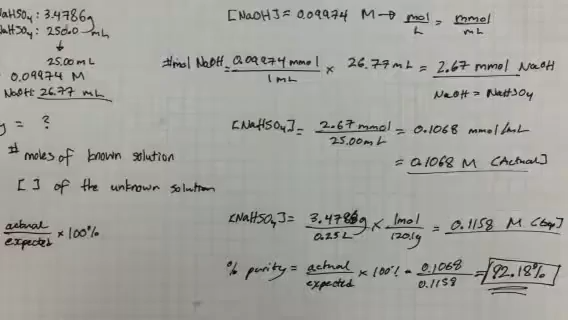 NaHSO4: 3.4786g
NaHSO4: 250.0 mL
↓
25.00mL
0.09974 M
NaOH: 26.77 mL
y = ?
# moles of known solution
[ ] of the unknown solution
actual/expected × 100%
[NaOH] = 0.09974 M → mol/L = mmol/mL
#mol NaOH = 0.09974 mmol/1 mL × 26.77 mL = 2.67 mmol NaOH
NaOH = NaHSO4
[NaHSO4] = 2.67 mmol/25.00mL = 0.1068 mmol/mL
= 0.1068 M (Actual)
[NaHSO4] = 3.4786g/0.25L × 1mol/120.1g = 0.1158 M (Exp)
% purity = actual/expected × 100% = 0.1068/0.1158 = 92.18%